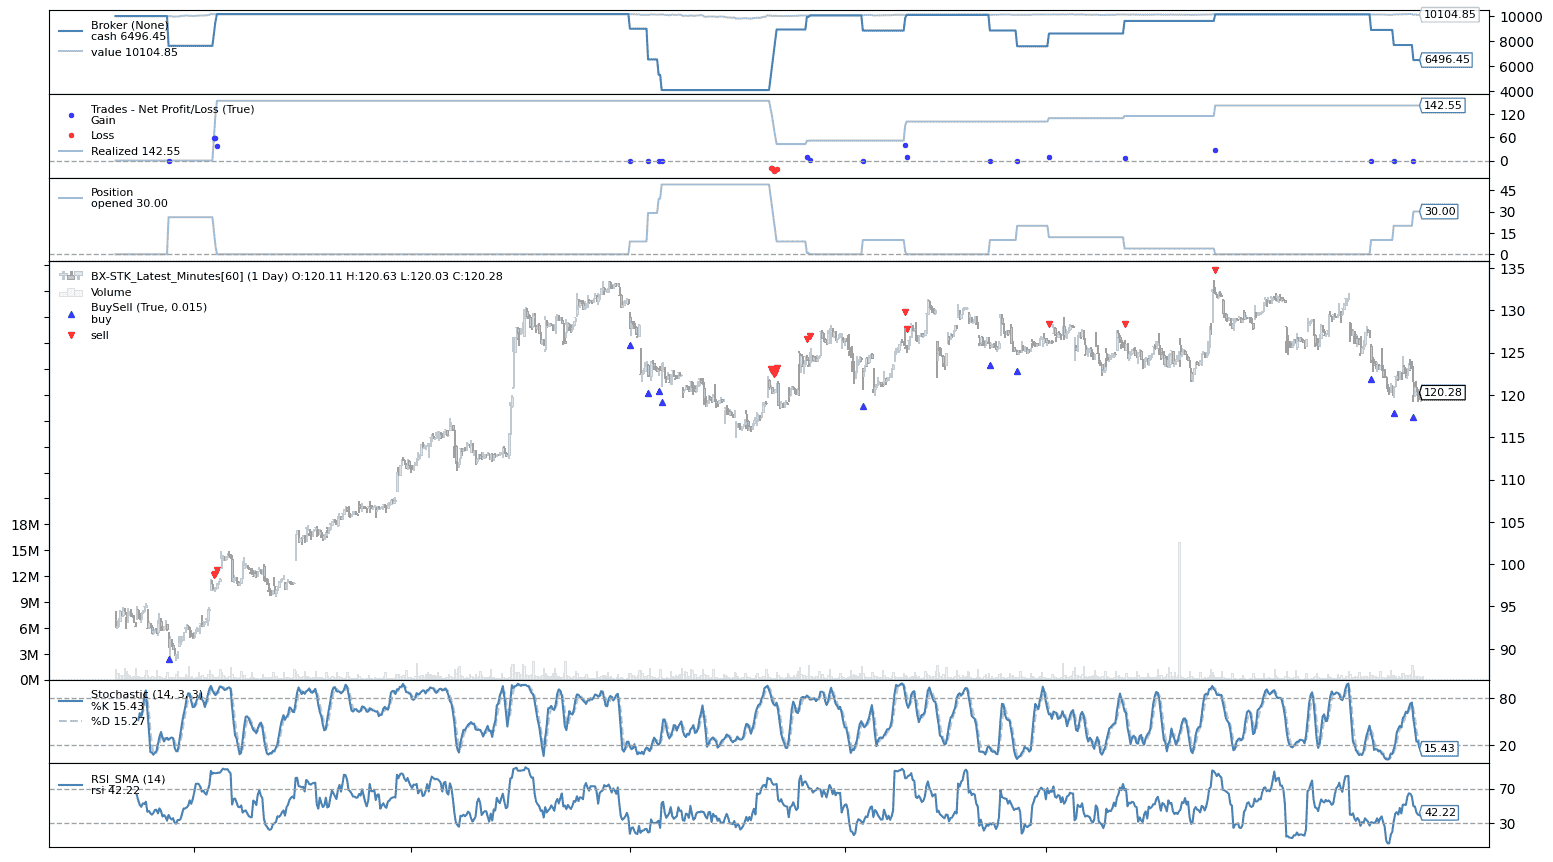 Broker (None)
cash 6496.45
value 10104.85
10104.85
6496.45
10000
8000
6000
4000
Trades - Net Profit/Loss (True)
Gain
Loss
Realized 142.55
142.55
120
60
0
Position
opened 30.00
30.00
45
30
15
0
BX-STK_Latest_Minutes[60] (1 Day) O:120.11 H:120.63 L:120.03 C:120.28
Volume
BuySell (True, 0.015)
buy
sell
120.28
135
130
125
120
115
110
105
100
95
90
18M
15M
12M
9M
6M
3M
0M
Stochastic (14, 3, 3)
%K 15.43
%D 15.27
80
20
15.43
RSI_SMA (14)
rsi 42.22
70
30
42.22